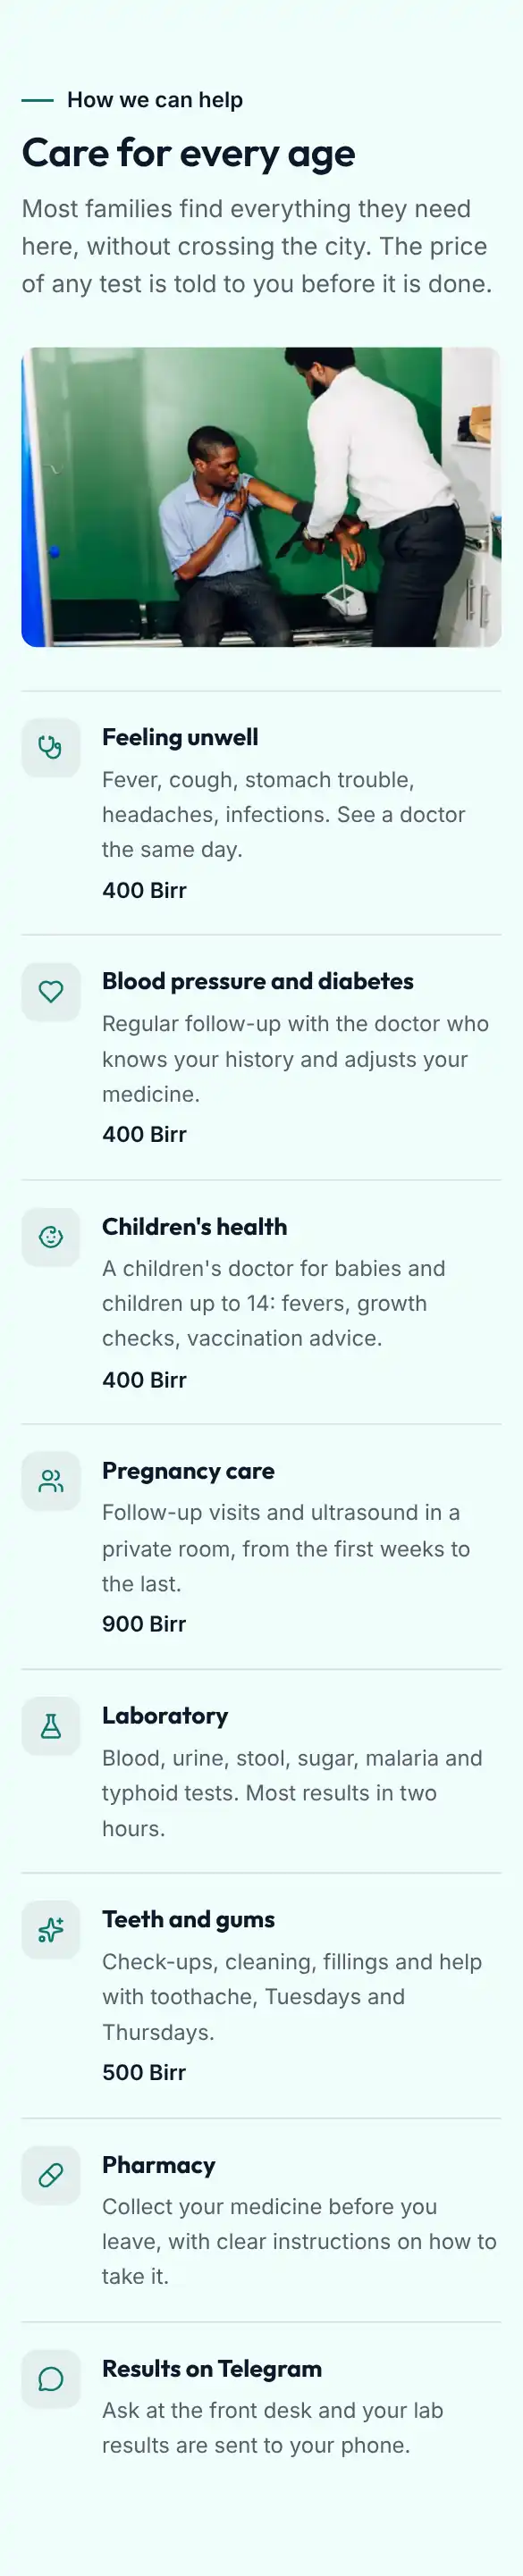 How we can help
Care for every age
Most families find everything they need
here, without crossing the city. The price
of any test is told to you before it is done.
Feeling unwell
Fever, cough, stomach trouble,
headaches, infections. See a doctor
the same day.
400 Birr
Blood pressure and diabetes
Regular follow-up with the doctor who
knows your history and adjusts your
medicine.
400 Birr
Children's health
A children's doctor for babies and
children up to 14: fevers, growth
checks, vaccination advice.
400 Birr
Pregnancy care
Follow-up visits and ultrasound in a
private room, from the first weeks to
the last.
900 Birr
Laboratory
Blood, urine, stool, sugar, malaria and
typhoid tests. Most results in two
hours.
Teeth and gums
Check-ups, cleaning, fillings and help
with toothache, Tuesdays and
Thursdays.
500 Birr
Pharmacy
Collect your medicine before you
leave, with clear instructions on how to
take it.
Results on Telegram
Ask at the front desk and your lab
results are sent to your phone.